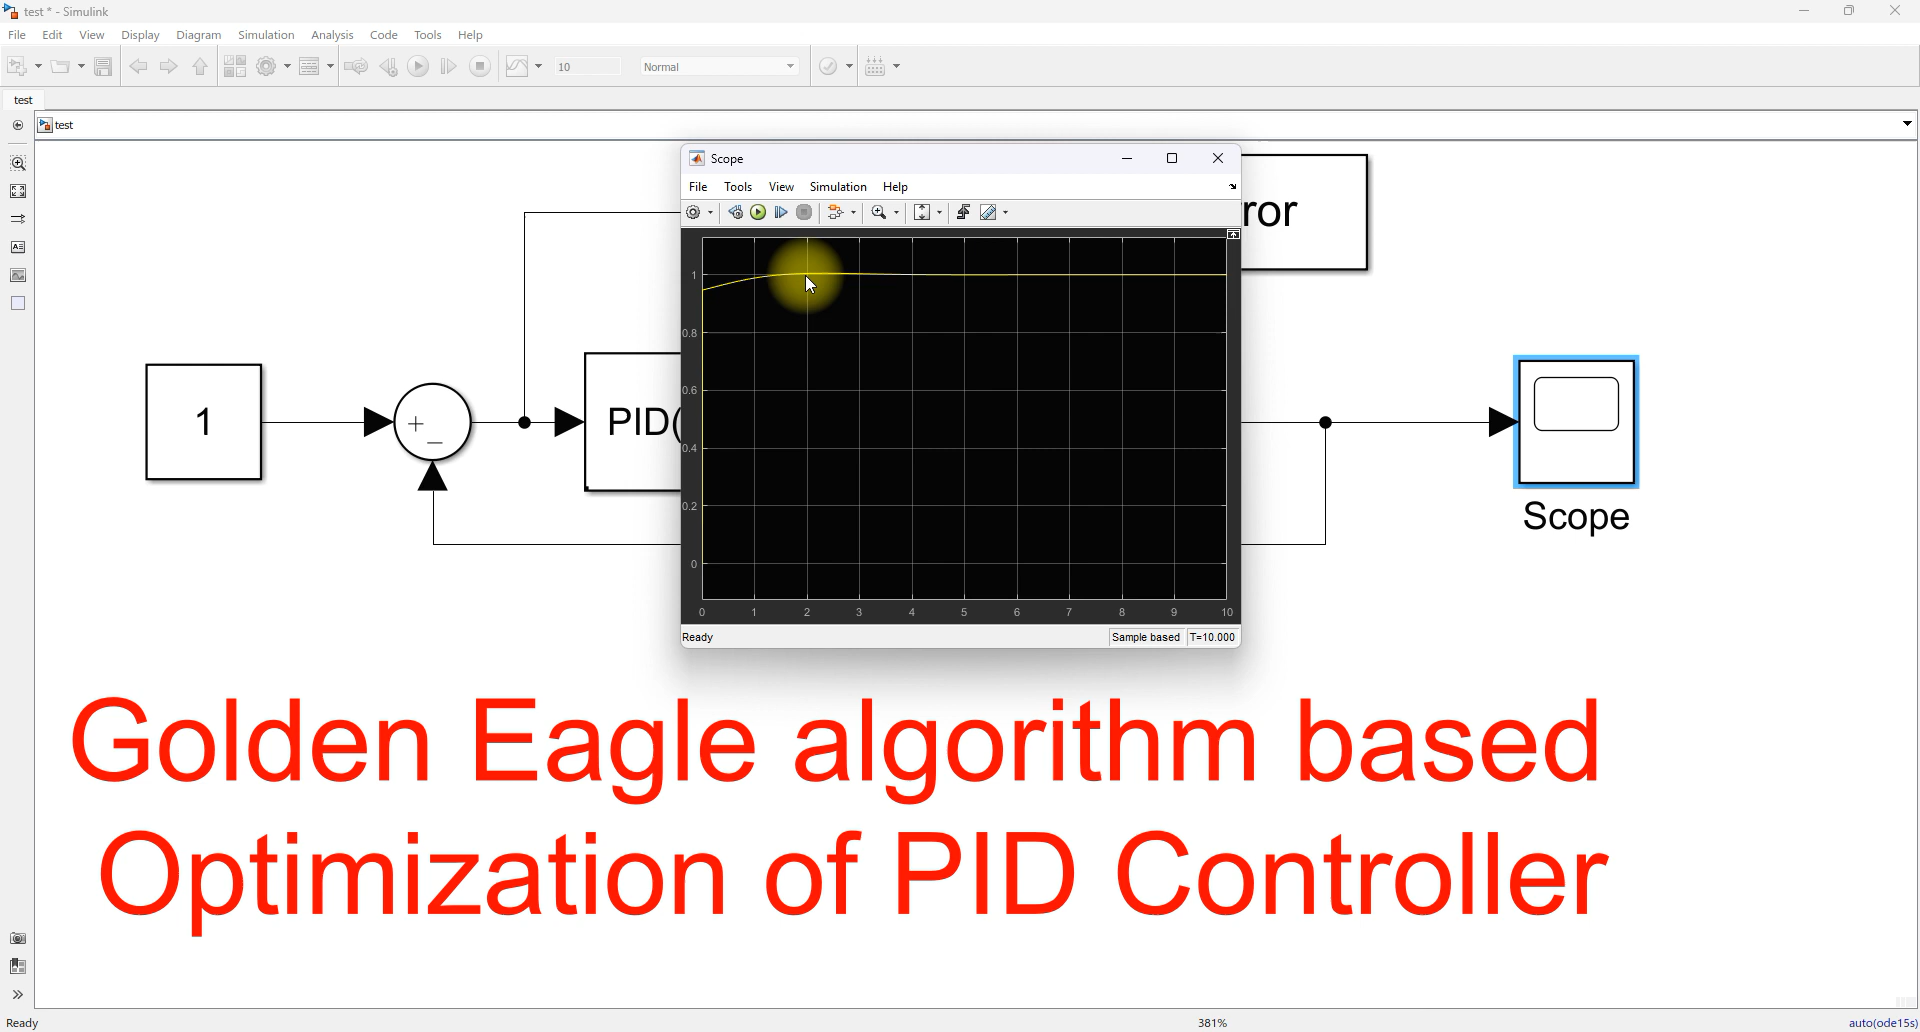 test * - Simulink
File Edit View Display Diagram Simulation Analysis Code Tools Help
10 Normal
test
test
Scope
File Tools View Simulation Help
ror
1
+
−
PID(
1
0.8
0.6
0.4
0.2
0
0 1 2 3 4 5 6 7 8 9 10
Ready Sample based T=10.000
Scope
Golden Eagle algorithm based
Optimization of PID Controller
Ready 381% auto(ode15s)